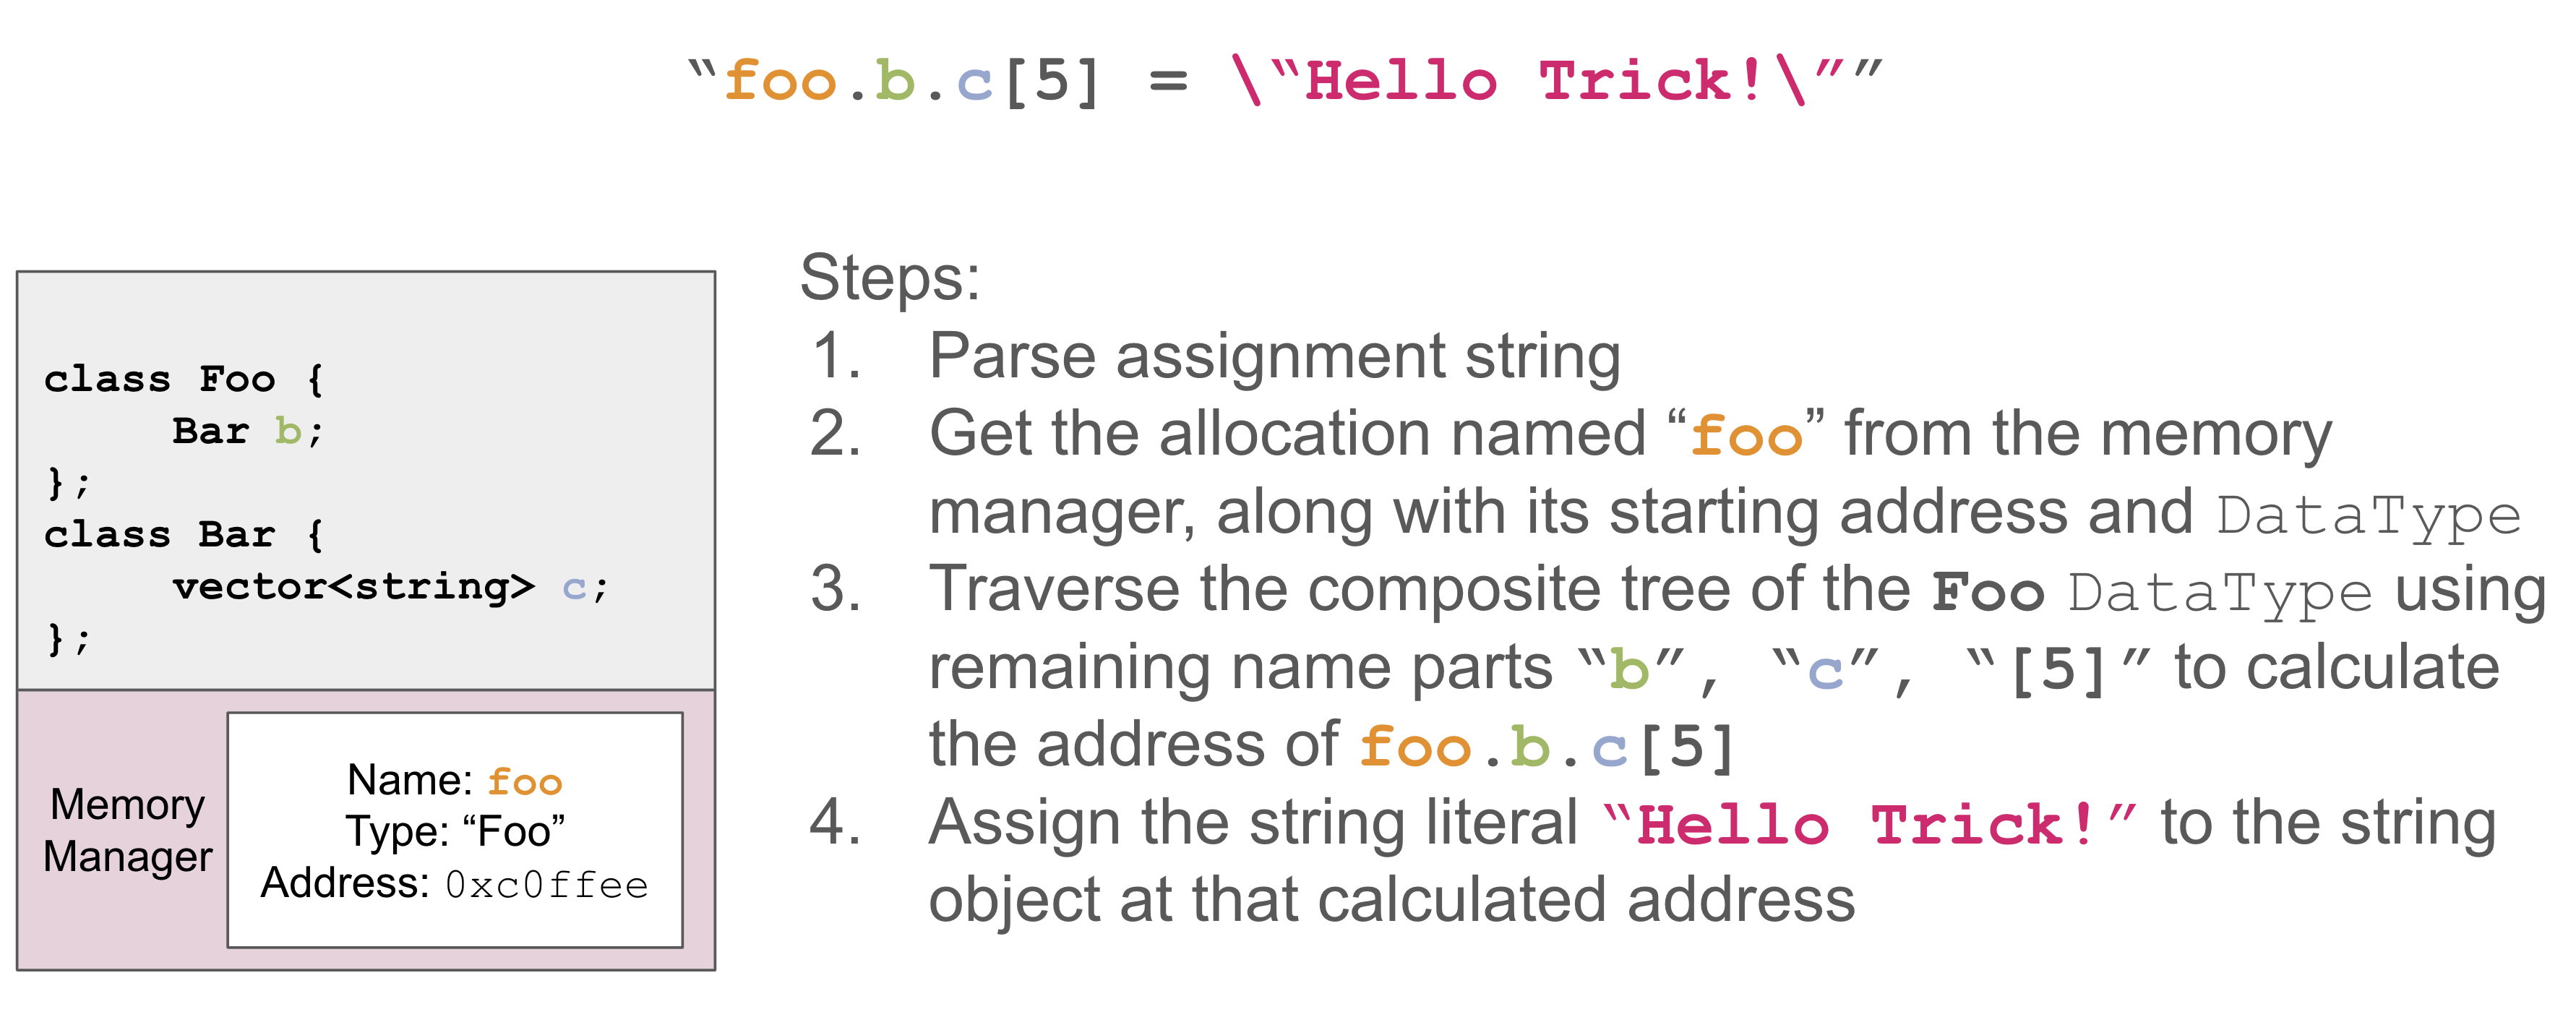 “foo.b.c[5] = \“Hello Trick!\””
class Foo {
Bar b;
};
class Bar {
vector<string> c;
};
Memory
Manager
Name: foo
Type: “Foo”
Address: 0xc0ffee
Steps:
1. Parse assignment string
2. Get the allocation named “foo” from the memory
manager, along with its starting address and DataType
3. Traverse the composite tree of the Foo DataType using
remaining name parts “b”, “c”, “[5]” to calculate
the address of foo.b.c[5]
4. Assign the string literal “Hello Trick!” to the string
object at that calculated address